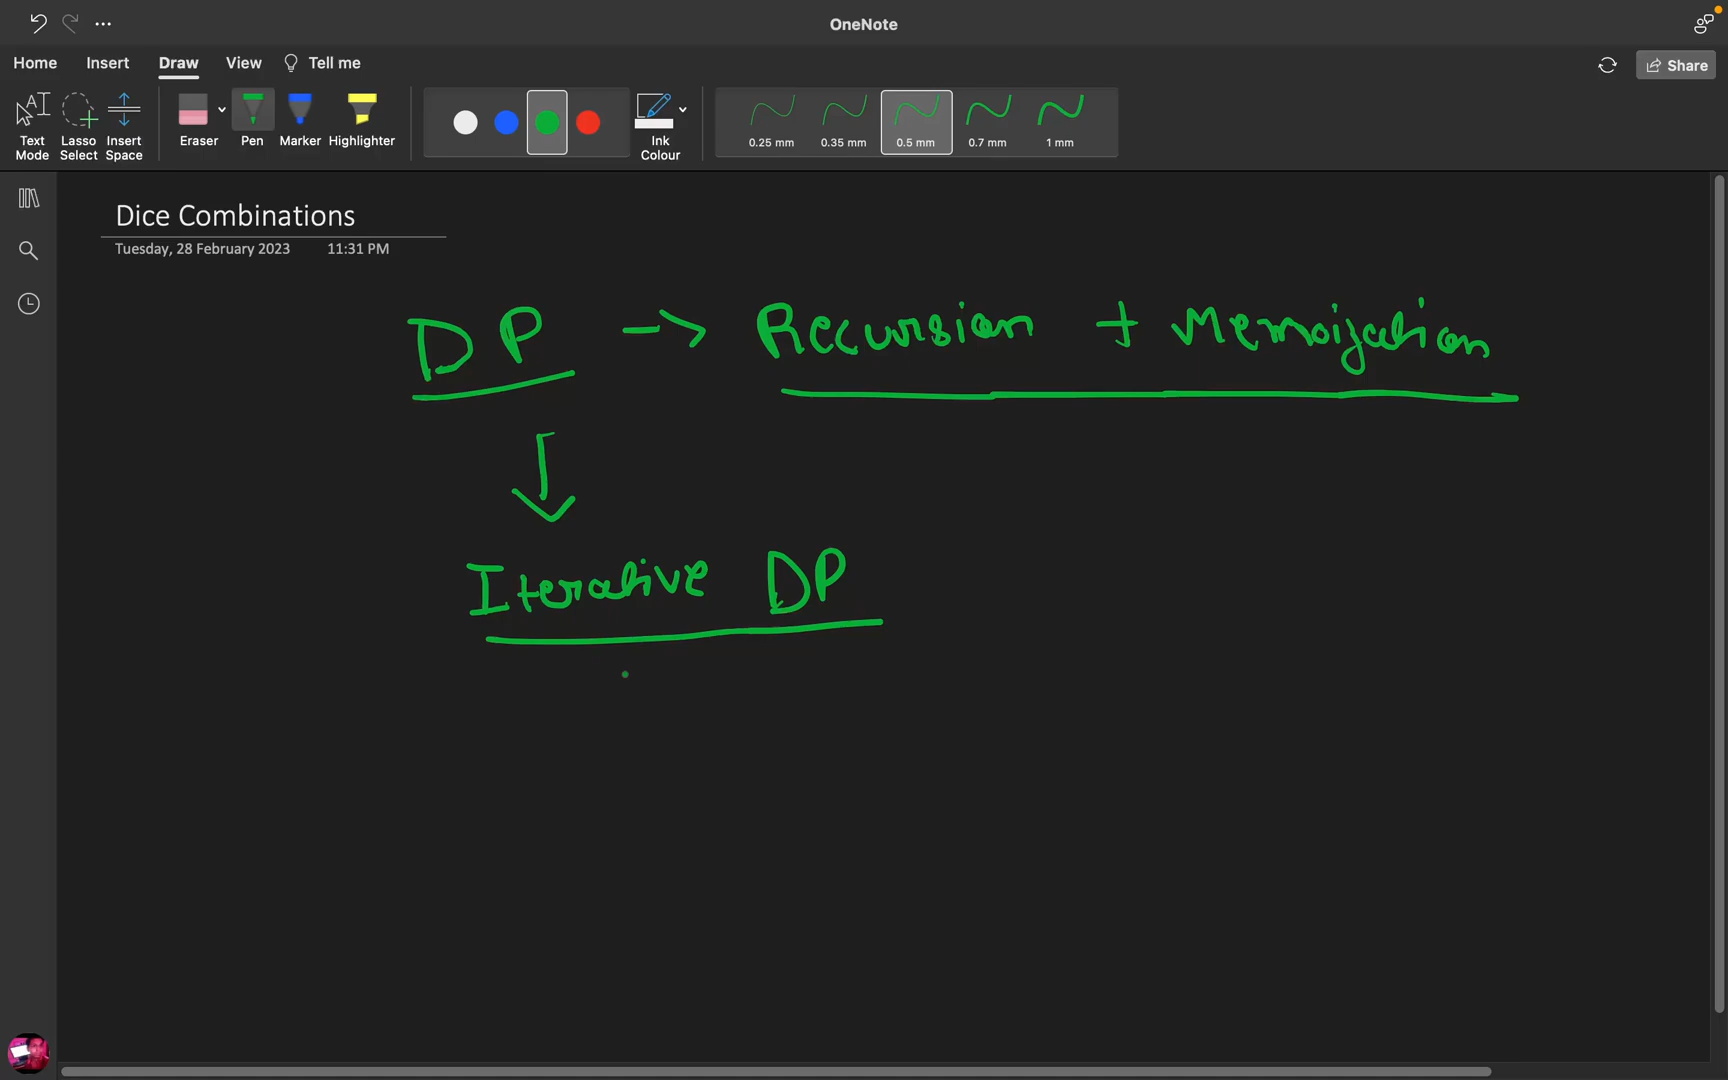 OneNote
Home Insert Draw View Tell me
Share
Text Mode
Lasso Select
Insert Space
Eraser
Pen
Marker
Highlighter
Ink Colour
0.25 mm
0.35 mm
0.5 mm
0.7 mm
1 mm
Dice Combinations
Tuesday, 28 February 2023 11:31 PM
DP -> Recursion + Memoization
Iterative DP